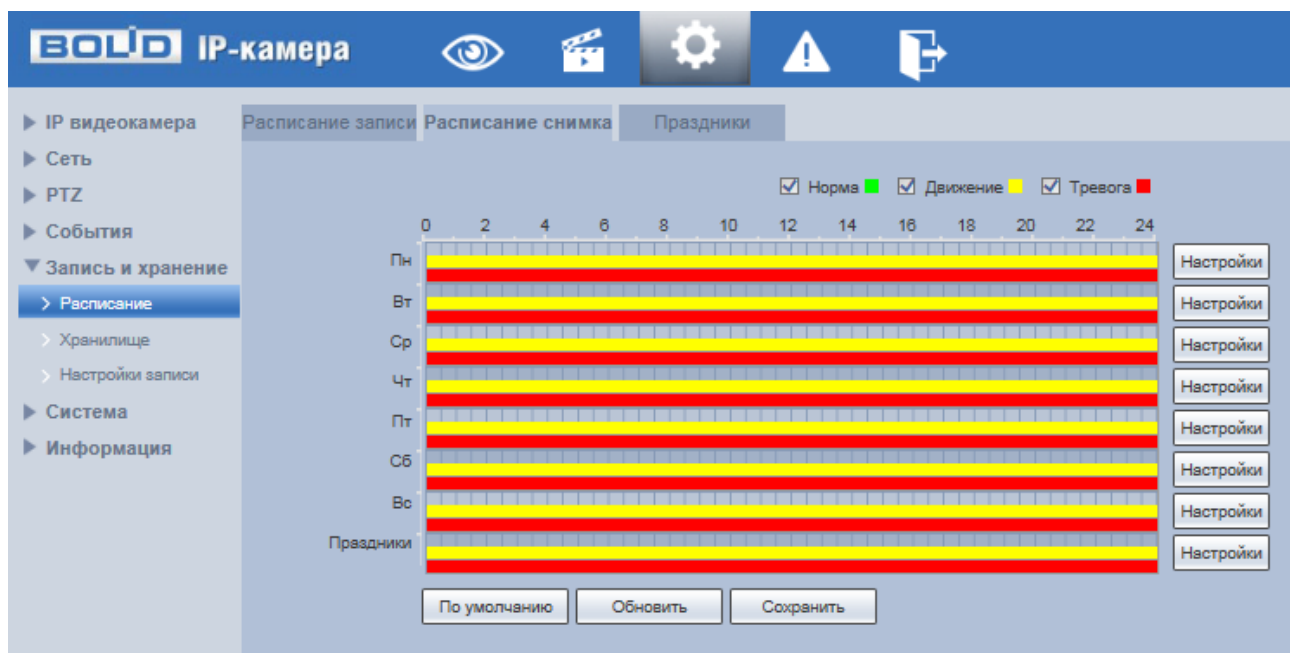 BOLID IP-камера
IP видеокамера
Сеть
PTZ
События
Запись и хранение
Расписание
Хранилище
Настройки записи
Система
Информация
Расписание записи Расписание снимка Праздники
Норма Движение Тревога
0 2 4 6 8 10 12 14 16 18 20 22 24
Пн Настройки
Вт Настройки
Ср Настройки
Чт Настройки
Пт Настройки
Сб Настройки
Вс Настройки
Праздники Настройки
По умолчанию Обновить Сохранить